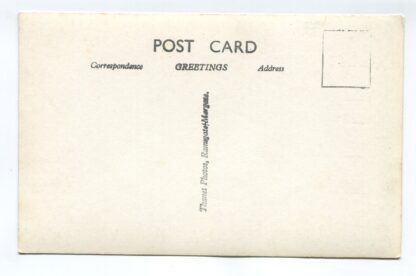 POST CARD
Correspondence GREETINGS Address
Thanet Photos, Ramsgate/Margate.